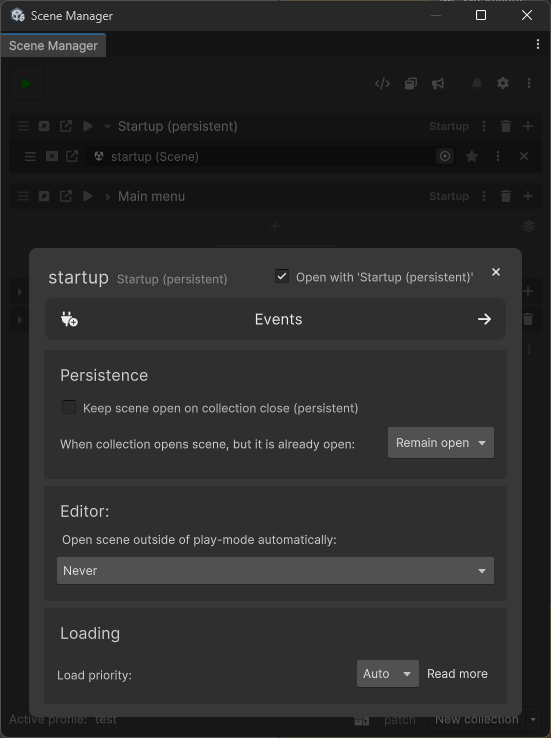 Scene Manager
Scene Manager
Startup (persistent) Startup
startup (Scene)
Main menu Startup
startup Startup (persistent) Open with 'Startup (persistent)'
Events
Persistence
Keep scene open on collection close (persistent)
When collection opens scene, but it is already open: Remain open
Editor:
Open scene outside of play-mode automatically:
Never
Loading
Load priority: Auto Read more
Active profile: test patch New collection